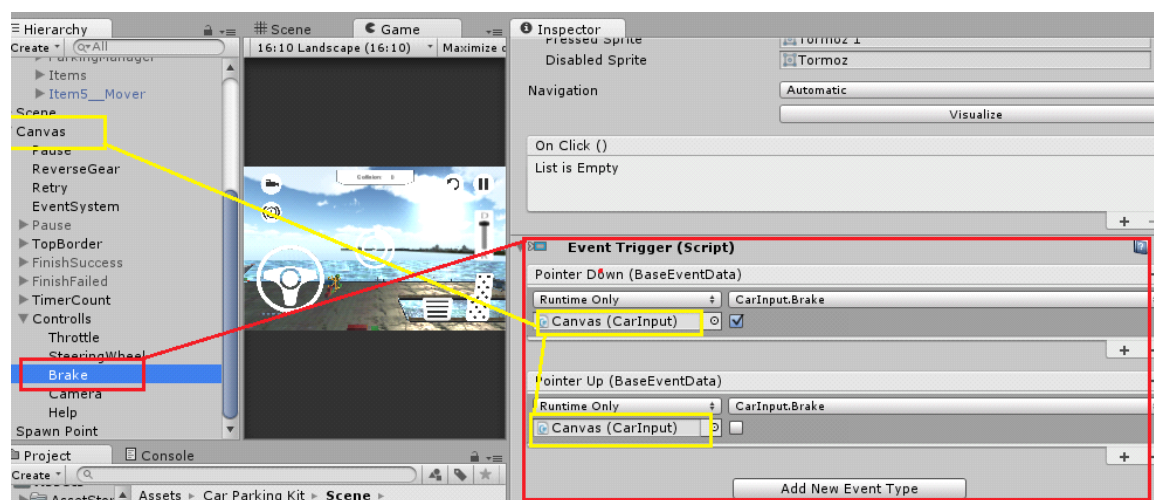 Hierarchy
Create
All
ParkingManager
Items
Item5__Mover
Scene
Canvas
Pause
ReverseGear
Retry
EventSystem
Pause
TopBorder
FinishSuccess
FinishFailed
TimerCount
Controlls
Throttle
SteeringWheel
Brake
Camera
Help
Spawn Point
Scene
Game
16:10 Landscape (16:10)
Maximize
Collision 0
D
Project
Console
Create
Assets
Car Parking Kit
Scene
Inspector
Pressed Sprite
Tormoz 1
Disabled Sprite
Tormoz
Navigation
Automatic
Visualize
On Click ()
List is Empty
Event Trigger (Script)
Pointer Down (BaseEventData)
Runtime Only
CarInput.Brake
Canvas (CarInput)
Pointer Up (BaseEventData)
Runtime Only
CarInput.Brake
Canvas (CarInput)
Add New Event Type